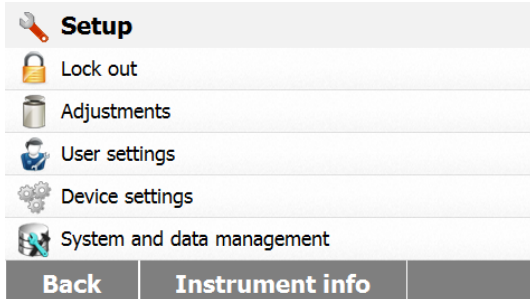 Setup
Lock out
Adjustments
User settings
Device settings
System and data management
Back Instrument info